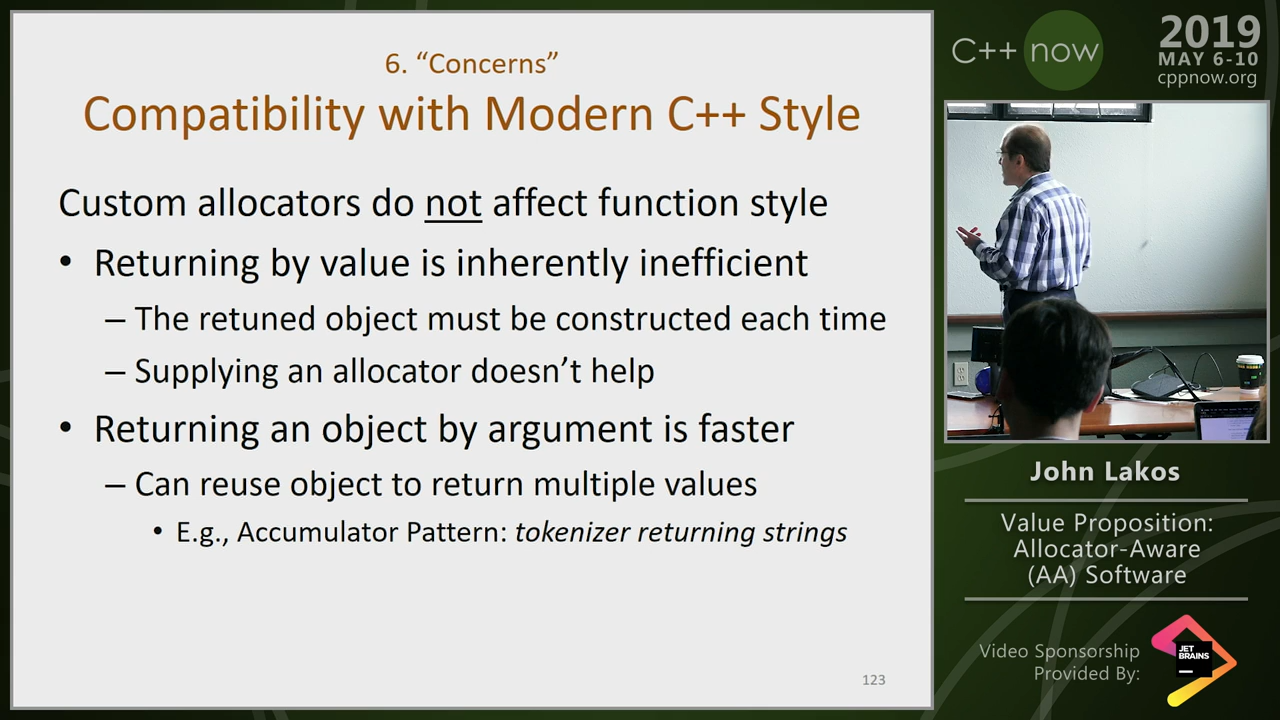 6. “Concerns”
Compatibility with Modern C++ Style
Custom allocators do not affect function style
• Returning by value is inherently inefficient
– The retuned object must be constructed each time
– Supplying an allocator doesn’t help
• Returning an object by argument is faster
– Can reuse object to return multiple values
• E.g., Accumulator Pattern: tokenizer returning strings
123
C++ now
2019
MAY 6-10
cppnow.org
John Lakos
Value Proposition:
Allocator-Aware
(AA) Software
Video Sponsorship
Provided By:
JET
BRAINS